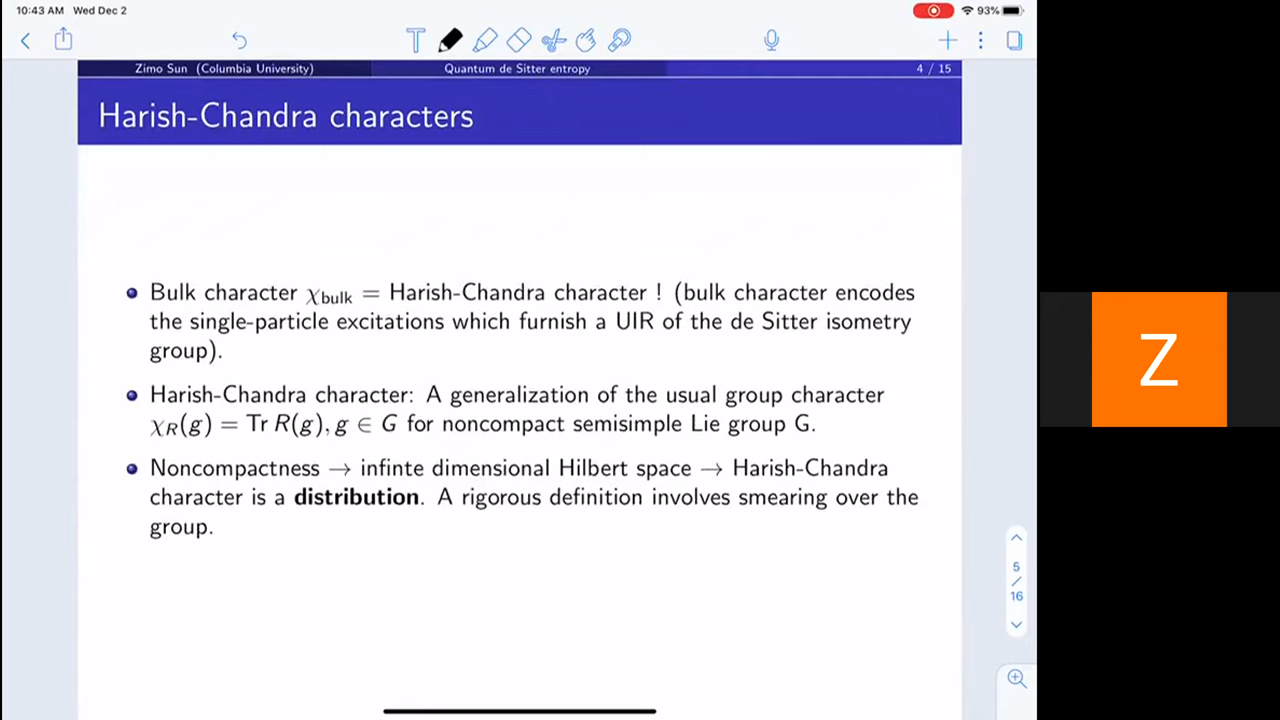 10:43 AM Wed Dec 2
93%
Zimo Sun (Columbia University) Quantum de Sitter entropy 4 / 15
Harish-Chandra characters
Bulk character χbulk = Harish-Chandra character ! (bulk character encodes
the single-particle excitations which furnish a UIR of the de Sitter isometry
group).
Harish-Chandra character: A generalization of the usual group character
χR(g) = Tr R(g), g ∈ G for noncompact semisimple Lie group G.
Noncompactness → infinte dimensional Hilbert space → Harish-Chandra
character is a distribution. A rigorous definition involves smearing over the
group.
5
/
16
Z